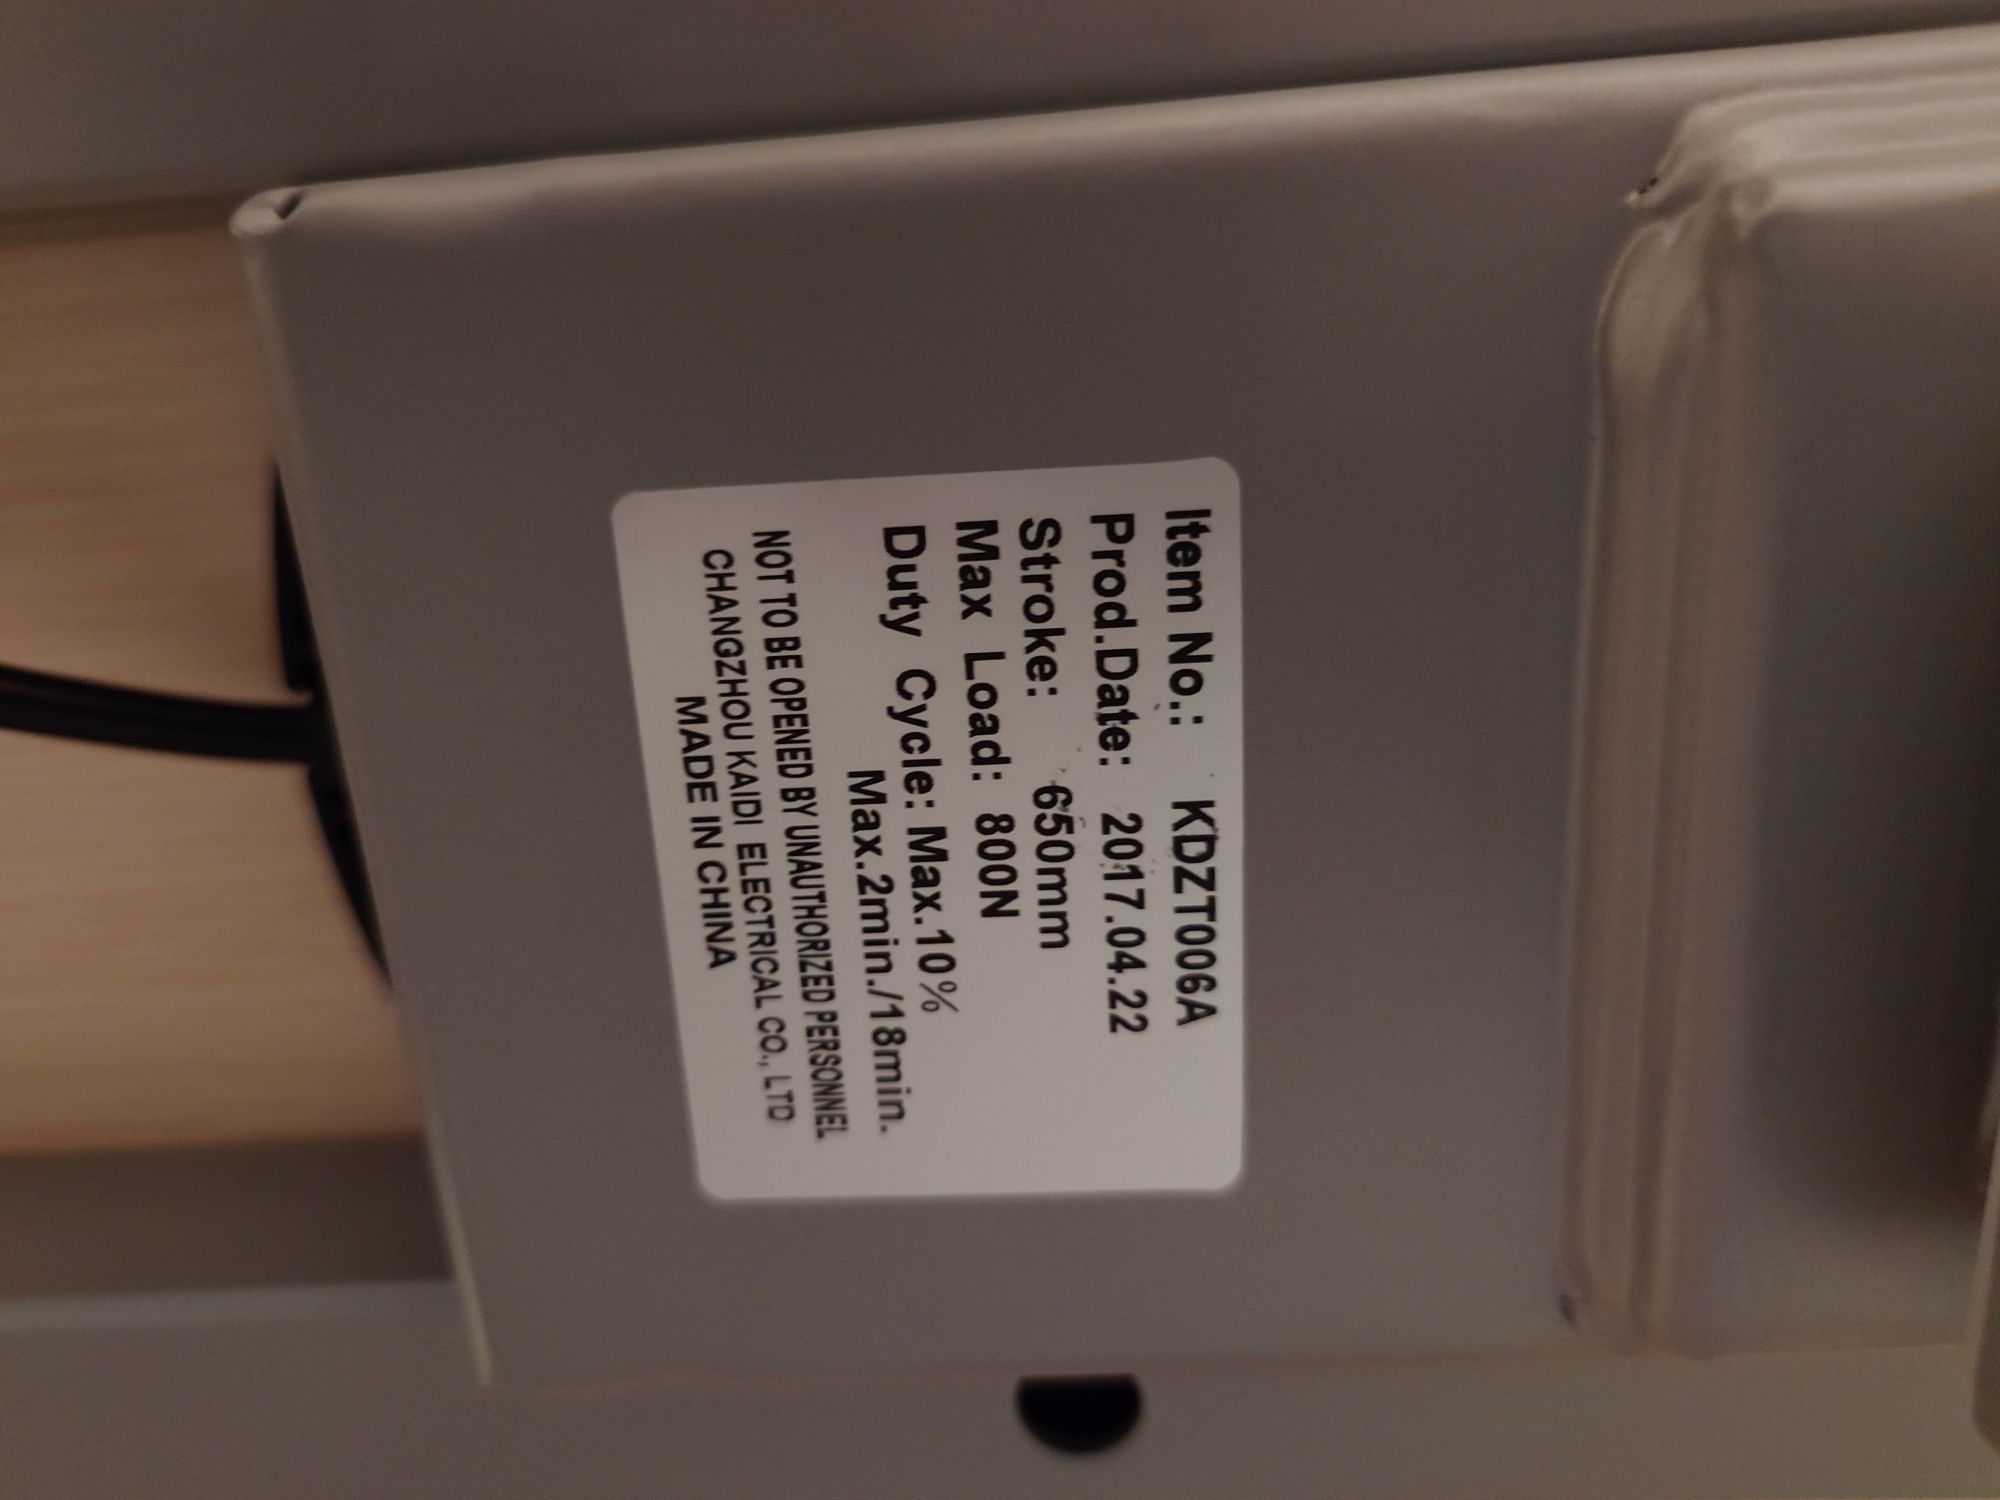 Item No.: KDZT006A
Prod.Date: 2017.04.22
Stroke: 650mm
Max Load: 800N
Duty Cycle: Max.10%
Max.2min./18min.
NOT TO BE OPENED BY UNAUTHORIZED PERSONNEL
CHANGZHOU KAIDI ELECTRICAL CO., LTD
MADE IN CHINA